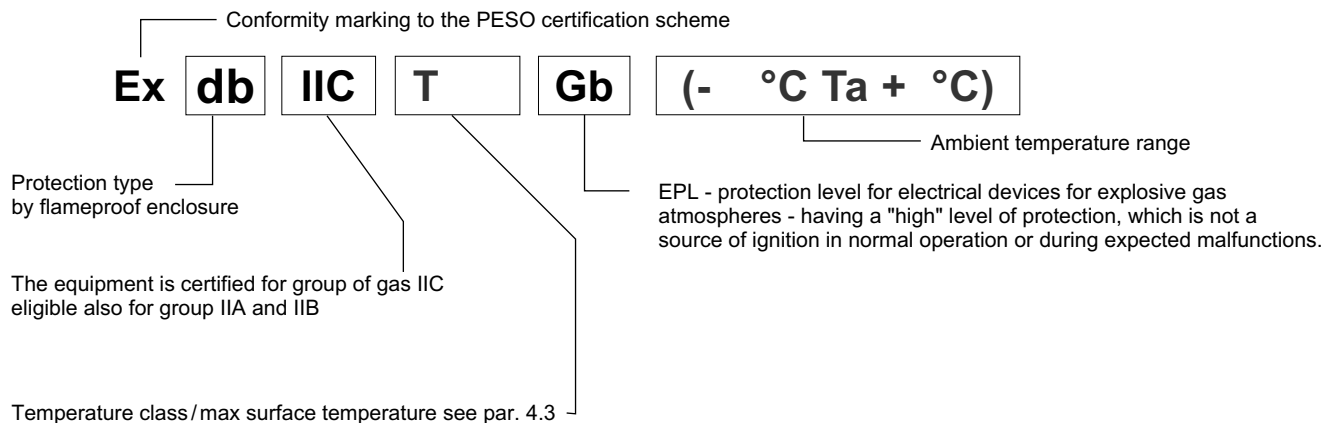 Conformity marking to the PESO certification scheme
Ex db IIC T Gb (- °C Ta + °C)
Ambient temperature range
Protection type
by flameproof enclosure
EPL - protection level for electrical devices for explosive gas
atmospheres - having a "high" level of protection, which is not a
source of ignition in normal operation or during expected malfunctions.
The equipment is certified for group of gas IIC
eligible also for group IIA and IIB
Temperature class/max surface temperature see par. 4.3